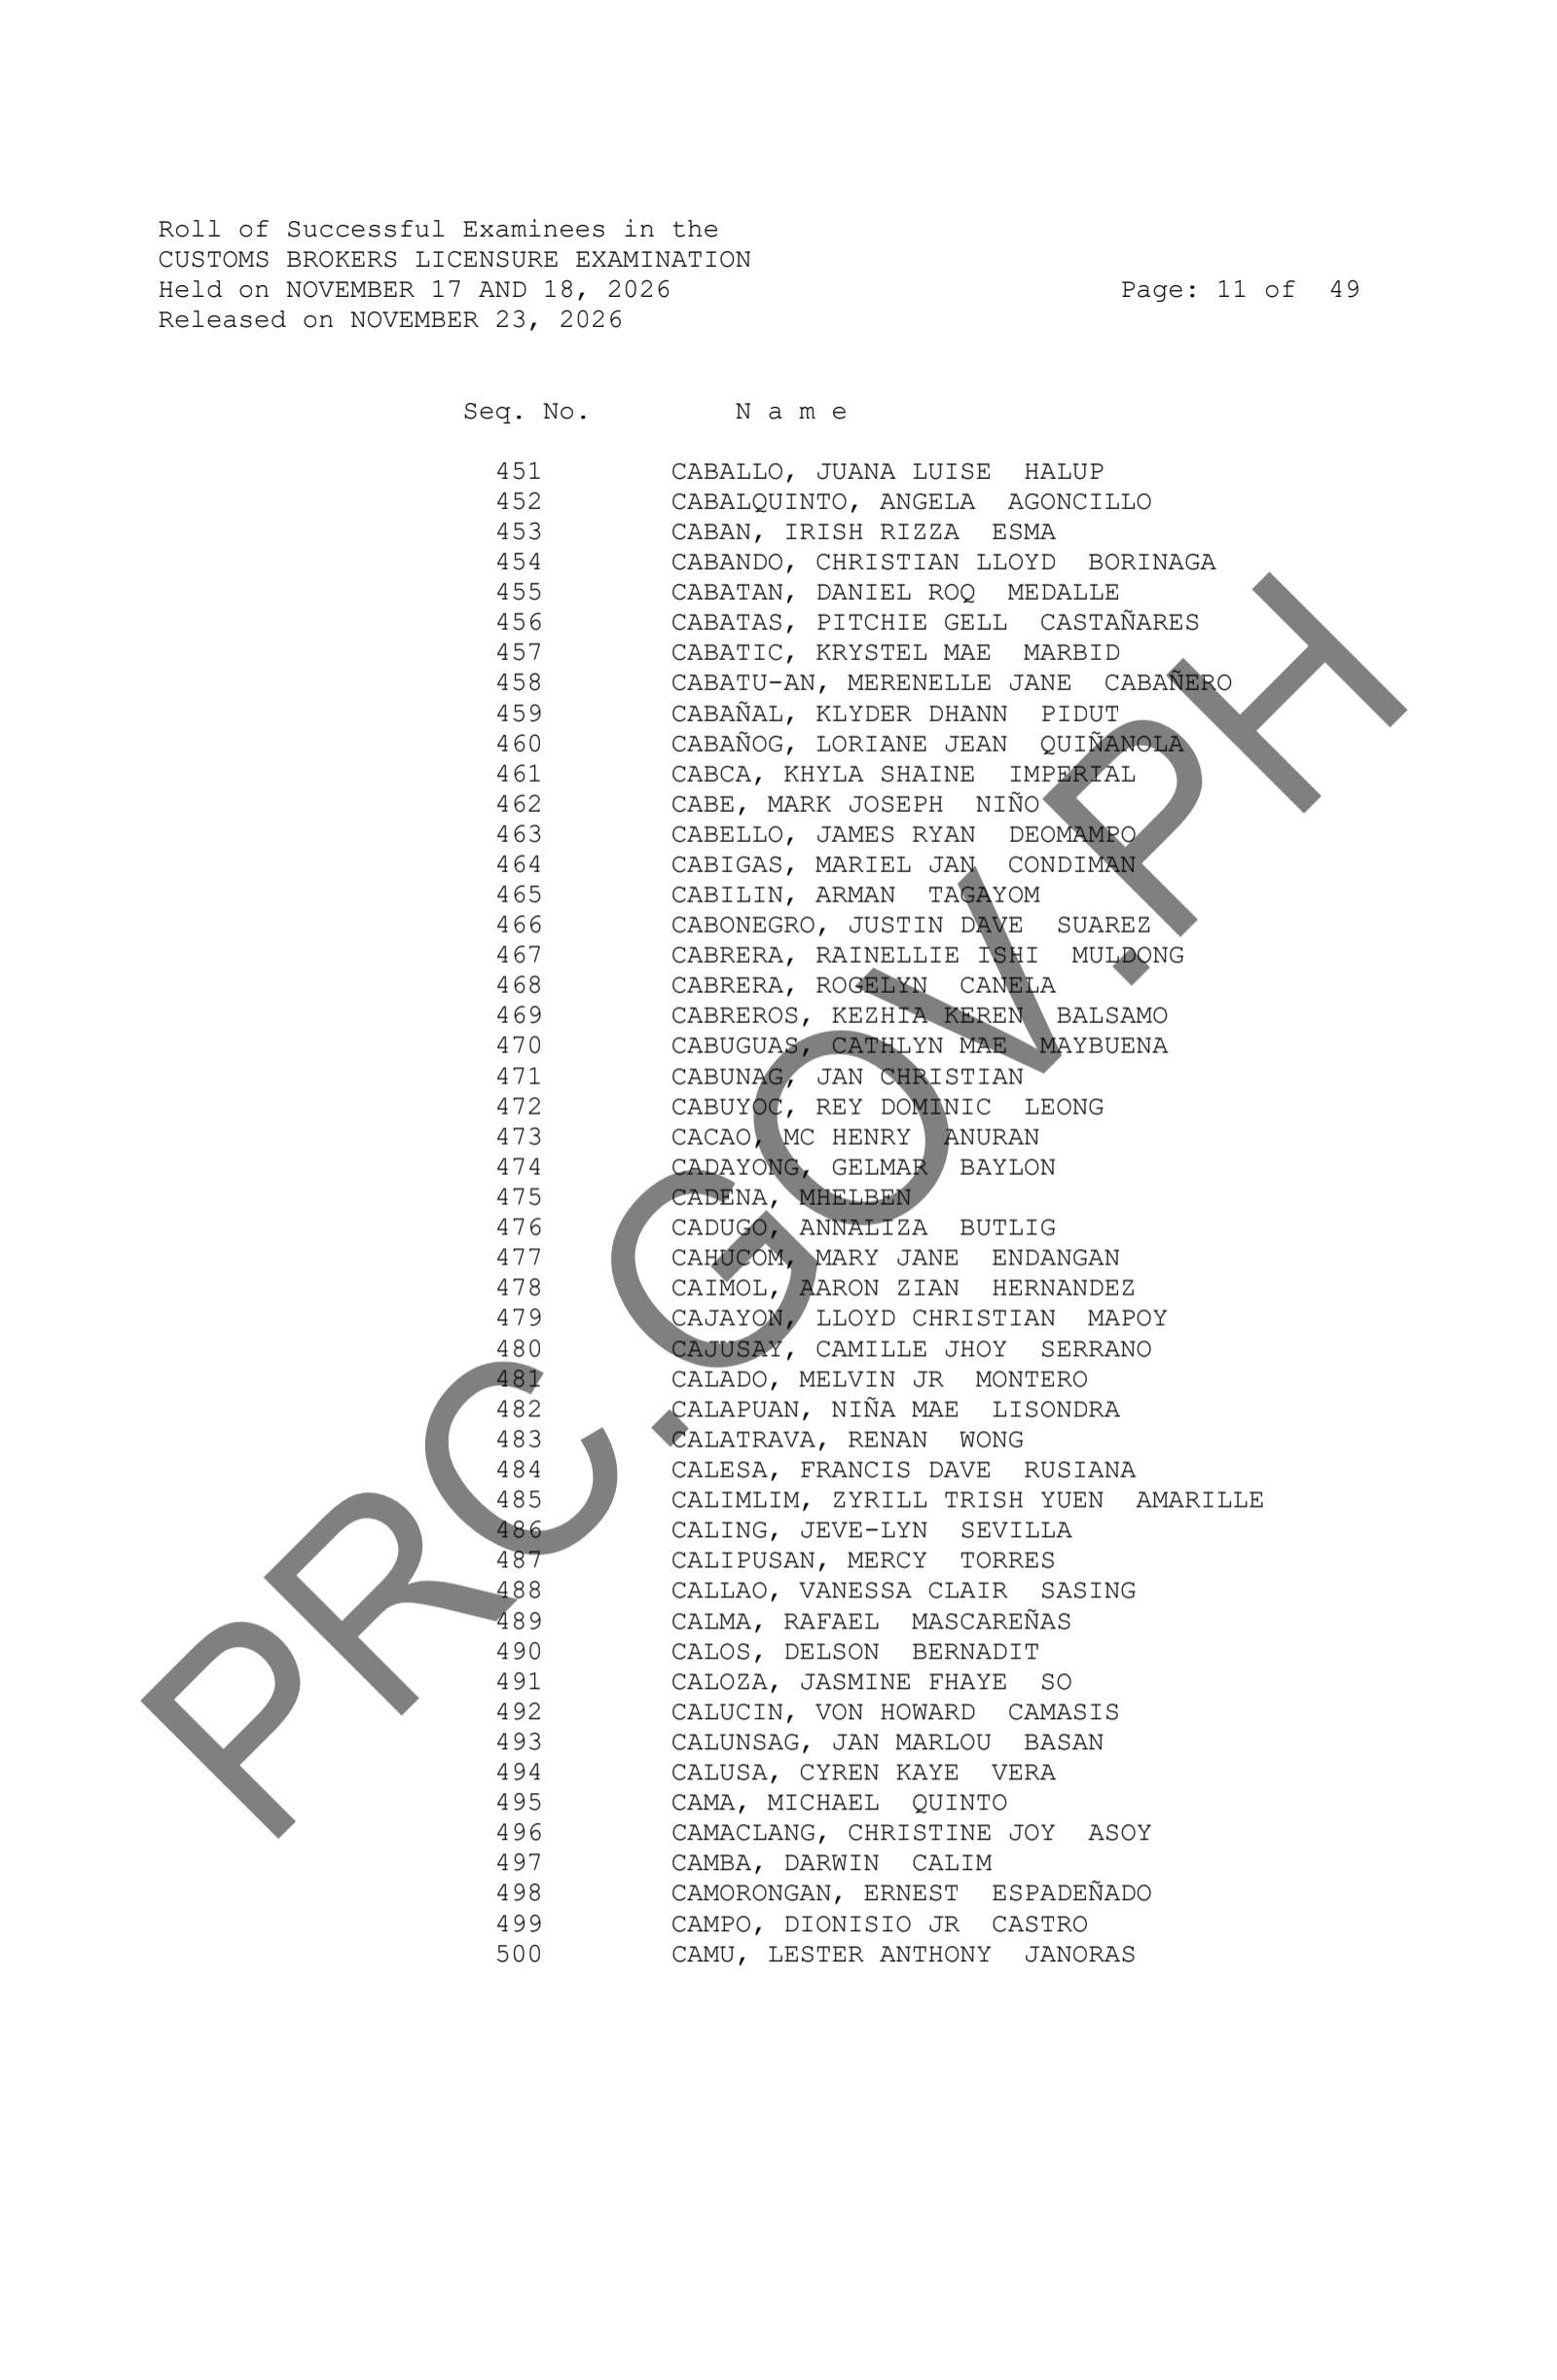 Roll of Successful Examinees in the
CUSTOMS BROKERS LICENSURE EXAMINATION
Held on NOVEMBER 17 AND 18, 2026 Page: 11 of 49
Released on NOVEMBER 23, 2026
Seq. No. N a m e
451 CABALLO, JUANA LUISE HALUP
452 CABALQUINTO, ANGELA AGONCILLO
453 CABAN, IRISH RIZZA ESMA
454 CABANDO, CHRISTIAN LLOYD BORINAGA
455 CABATAN, DANIEL ROQ MEDALLE
456 CABATAS, PITCHIE GELL CASTAÑARES
457 CABATIC, KRYSTEL MAE MARBID
458 CABATU-AN, MERENELLE JANE CABAÑERO
459 CABAÑAL, KLYDER DHANN PIDUT
460 CABAÑOG, LORIANE JEAN QUIÑANOLA
461 CABCA, KHYLA SHAINE IMPERIAL
462 CABE, MARK JOSEPH NIÑO
463 CABELLO, JAMES RYAN DEOMAMPO
464 CABIGAS, MARIEL JAN CONDIMAN
465 CABILIN, ARMAN TAGAYOM
466 CABONEGRO, JUSTIN DAVE SUAREZ
467 CABRERA, RAINELLIE ISHI MULDONG
468 CABRERA, ROGELYN CANELA
469 CABREROS, KEZHIA KEREN BALSAMO
470 CABUGUAS, CATHLYN MAE MAYBUENA
471 CABUNAG, JAN CHRISTIAN
472 CABUYOC, REY DOMINIC LEONG
473 CACAO, MC HENRY ANURAN
474 CADAYONG, GELMAR BAYLON
475 CADENA, MHELBEN
476 CADUGO, ANNALIZA BUTLIG
477 CAHUCOM, MARY JANE ENDANGAN
478 CAIMOL, AARON ZIAN HERNANDEZ
479 CAJAYON, LLOYD CHRISTIAN MAPOY
480 CAJUSAY, CAMILLE JHOY SERRANO
481 CALADO, MELVIN JR MONTERO
482 CALAPUAN, NIÑA MAE LISONDRA
483 CALATRAVA, RENAN WONG
484 CALESA, FRANCIS DAVE RUSIANA
485 CALIMLIM, ZYRILL TRISH YUEN AMARILLE
486 CALING, JEVE-LYN SEVILLA
487 CALIPUSAN, MERCY TORRES
488 CALLAO, VANESSA CLAIR SASING
489 CALMA, RAFAEL MASCAREÑAS
490 CALOS, DELSON BERNADIT
491 CALOZA, JASMINE FHAYE SO
492 CALUCIN, VON HOWARD CAMASIS
493 CALUNSAG, JAN MARLOU BASAN
494 CALUSA, CYREN KAYE VERA
495 CAMA, MICHAEL QUINTO
496 CAMACLANG, CHRISTINE JOY ASOY
497 CAMBA, DARWIN CALIM
498 CAMORONGAN, ERNEST ESPADEÑADO
499 CAMPO, DIONISIO JR CASTRO
500 CAMU, LESTER ANTHONY JANORAS
PRC.GOV.PH